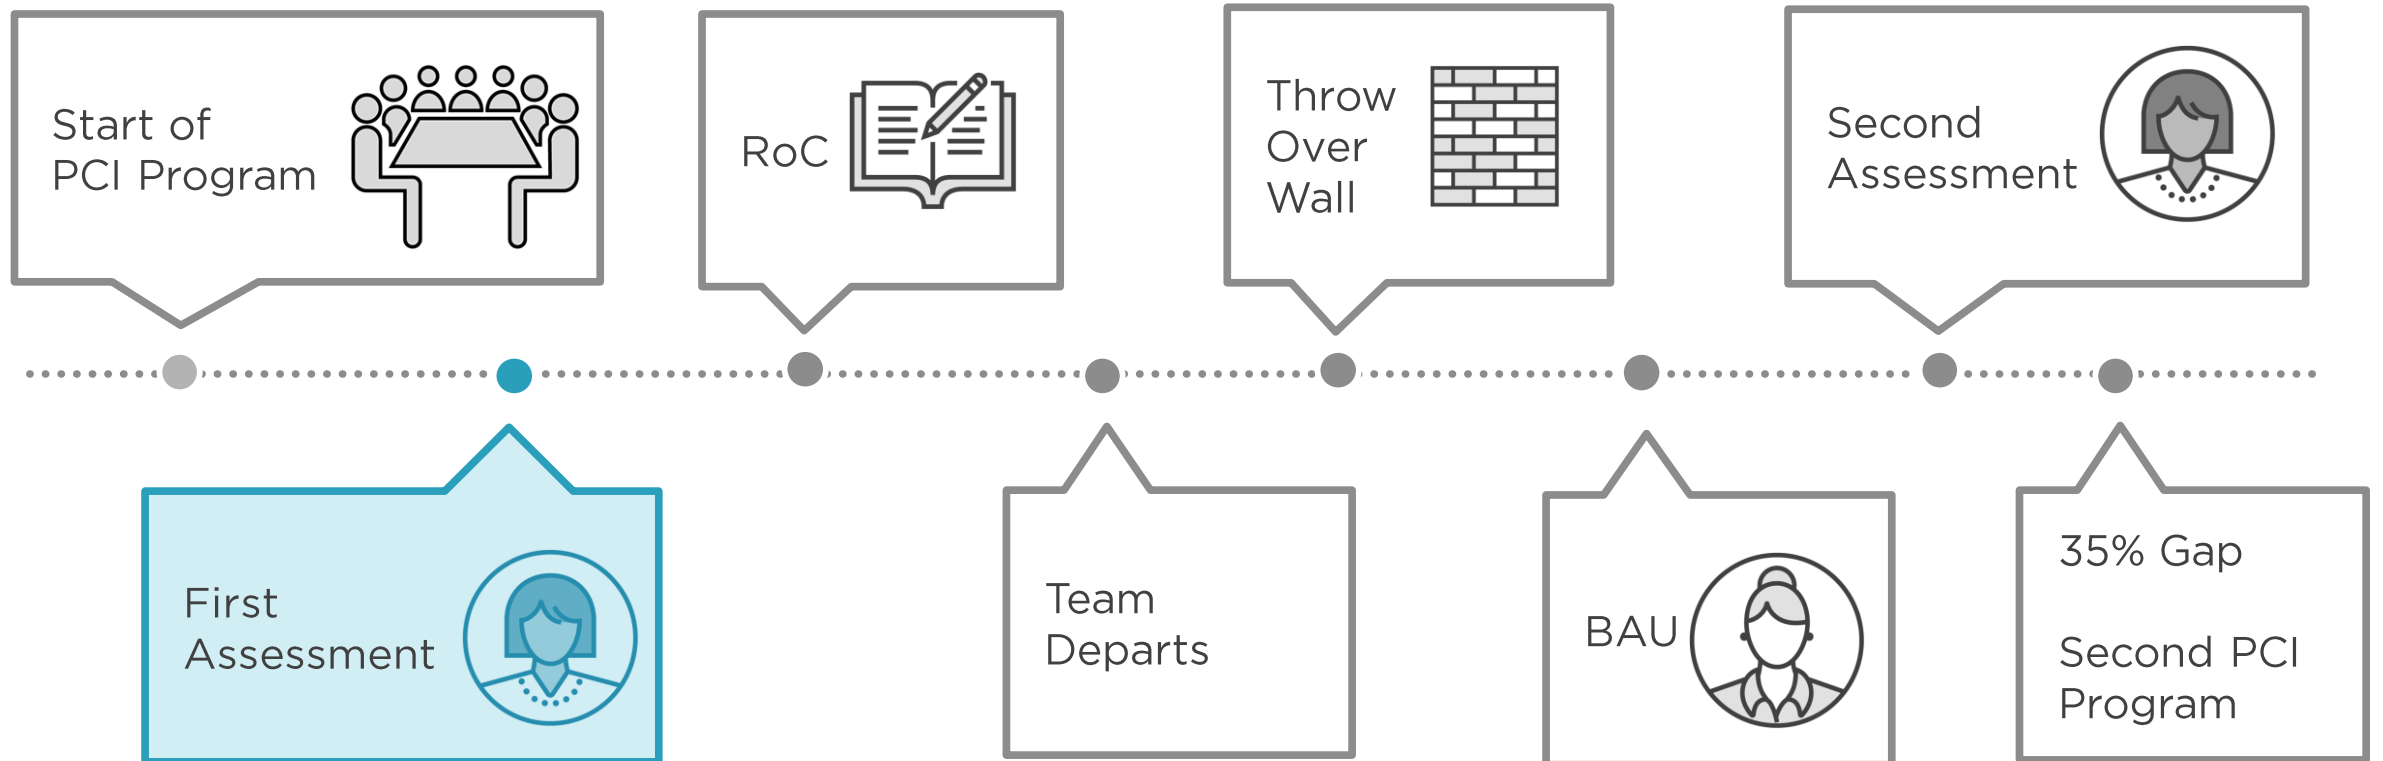 Start of
PCI Program
First
Assessment
RoC
Team
Departs
Throw
Over
Wall
BAU
Second
Assessment
35% Gap
Second PCI
Program